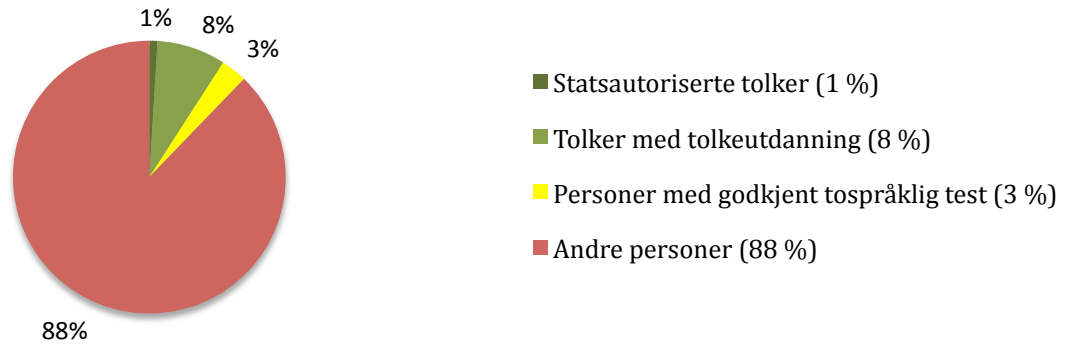 1%
8%
3%
88%
Statsautoriserte tolker (1 %)
Tolker med tolkeutdanning (8 %)
Personer med godkjent tospråklig test (3 %)
Andre personer (88 %)